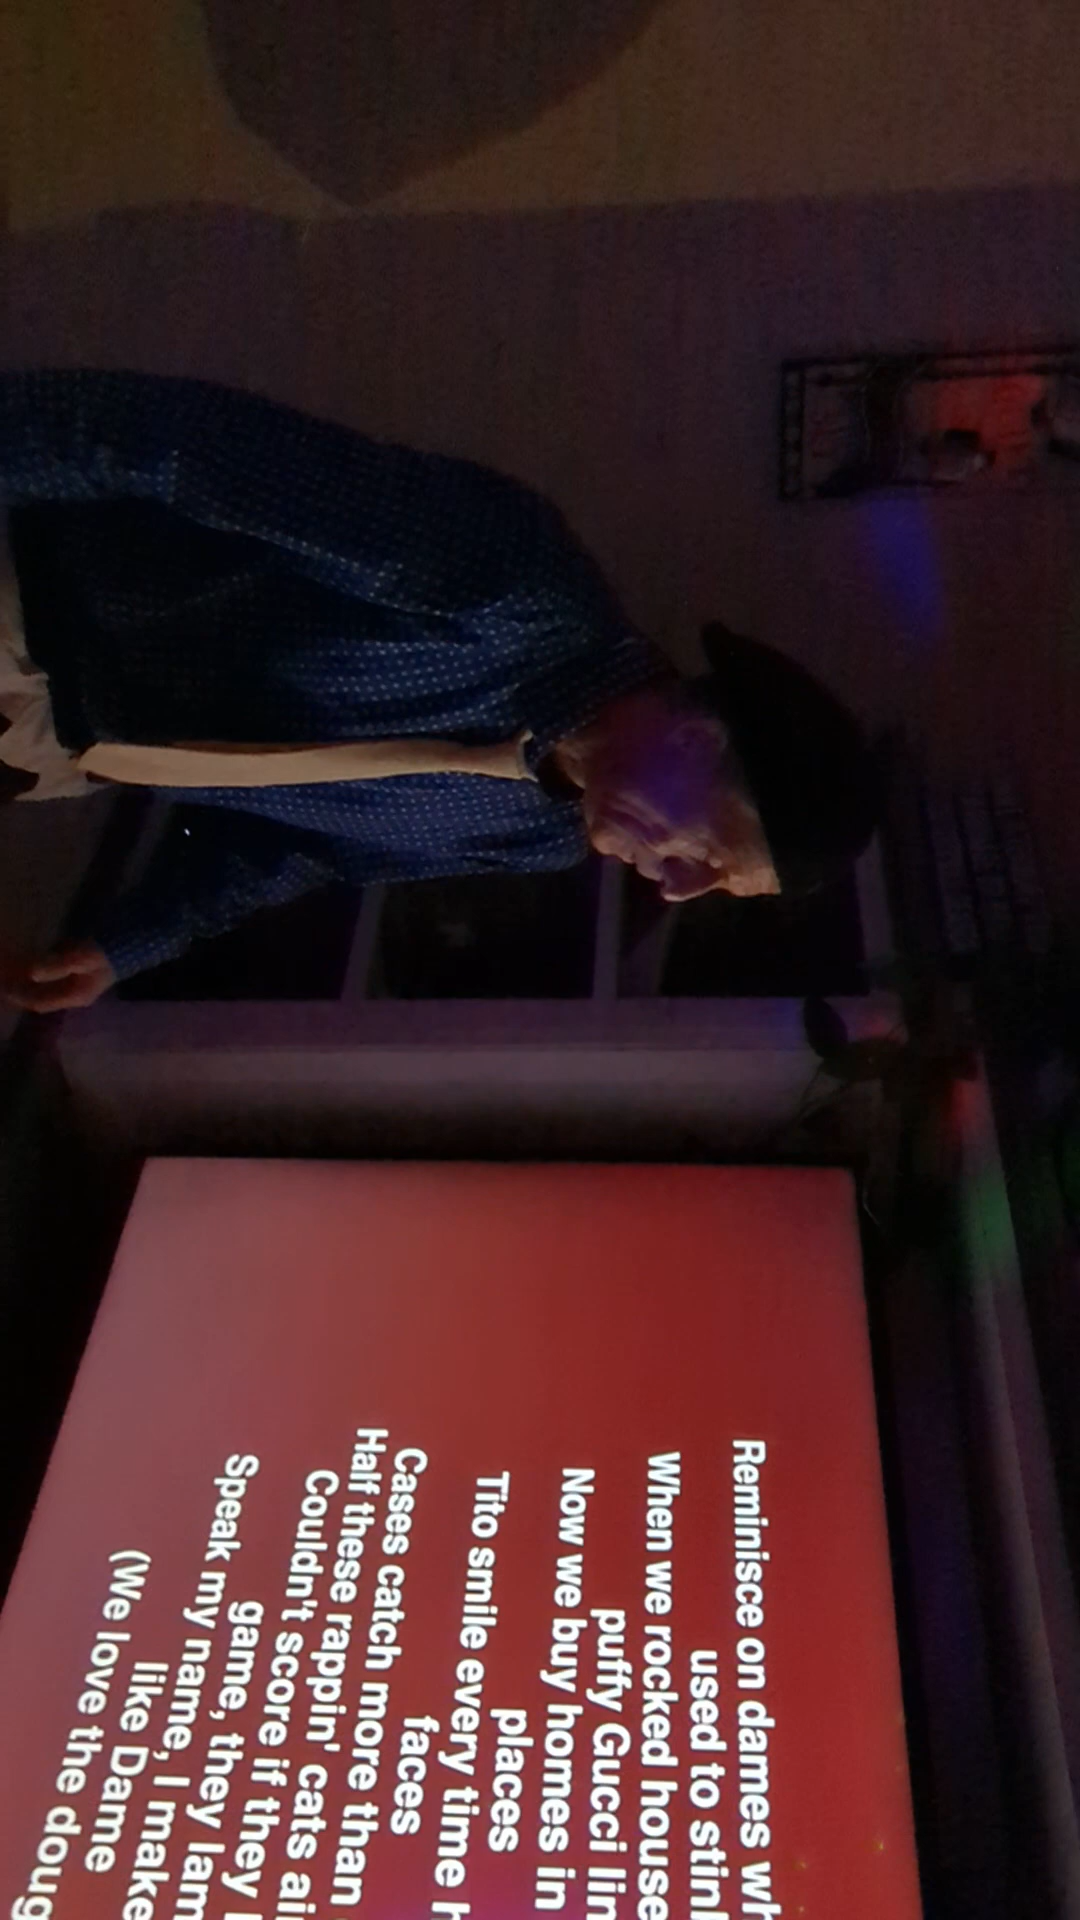 Reminisce on dames wh
used to stink
When we rocked house
puffy Gucci lin
Now we buy homes in
places
Tito smile every time h
faces
Cases catch more than
Half these rappin' cats ai
Couldn't score if they
game, they lam
Speak my name, I make
like Dame
(We love the doug